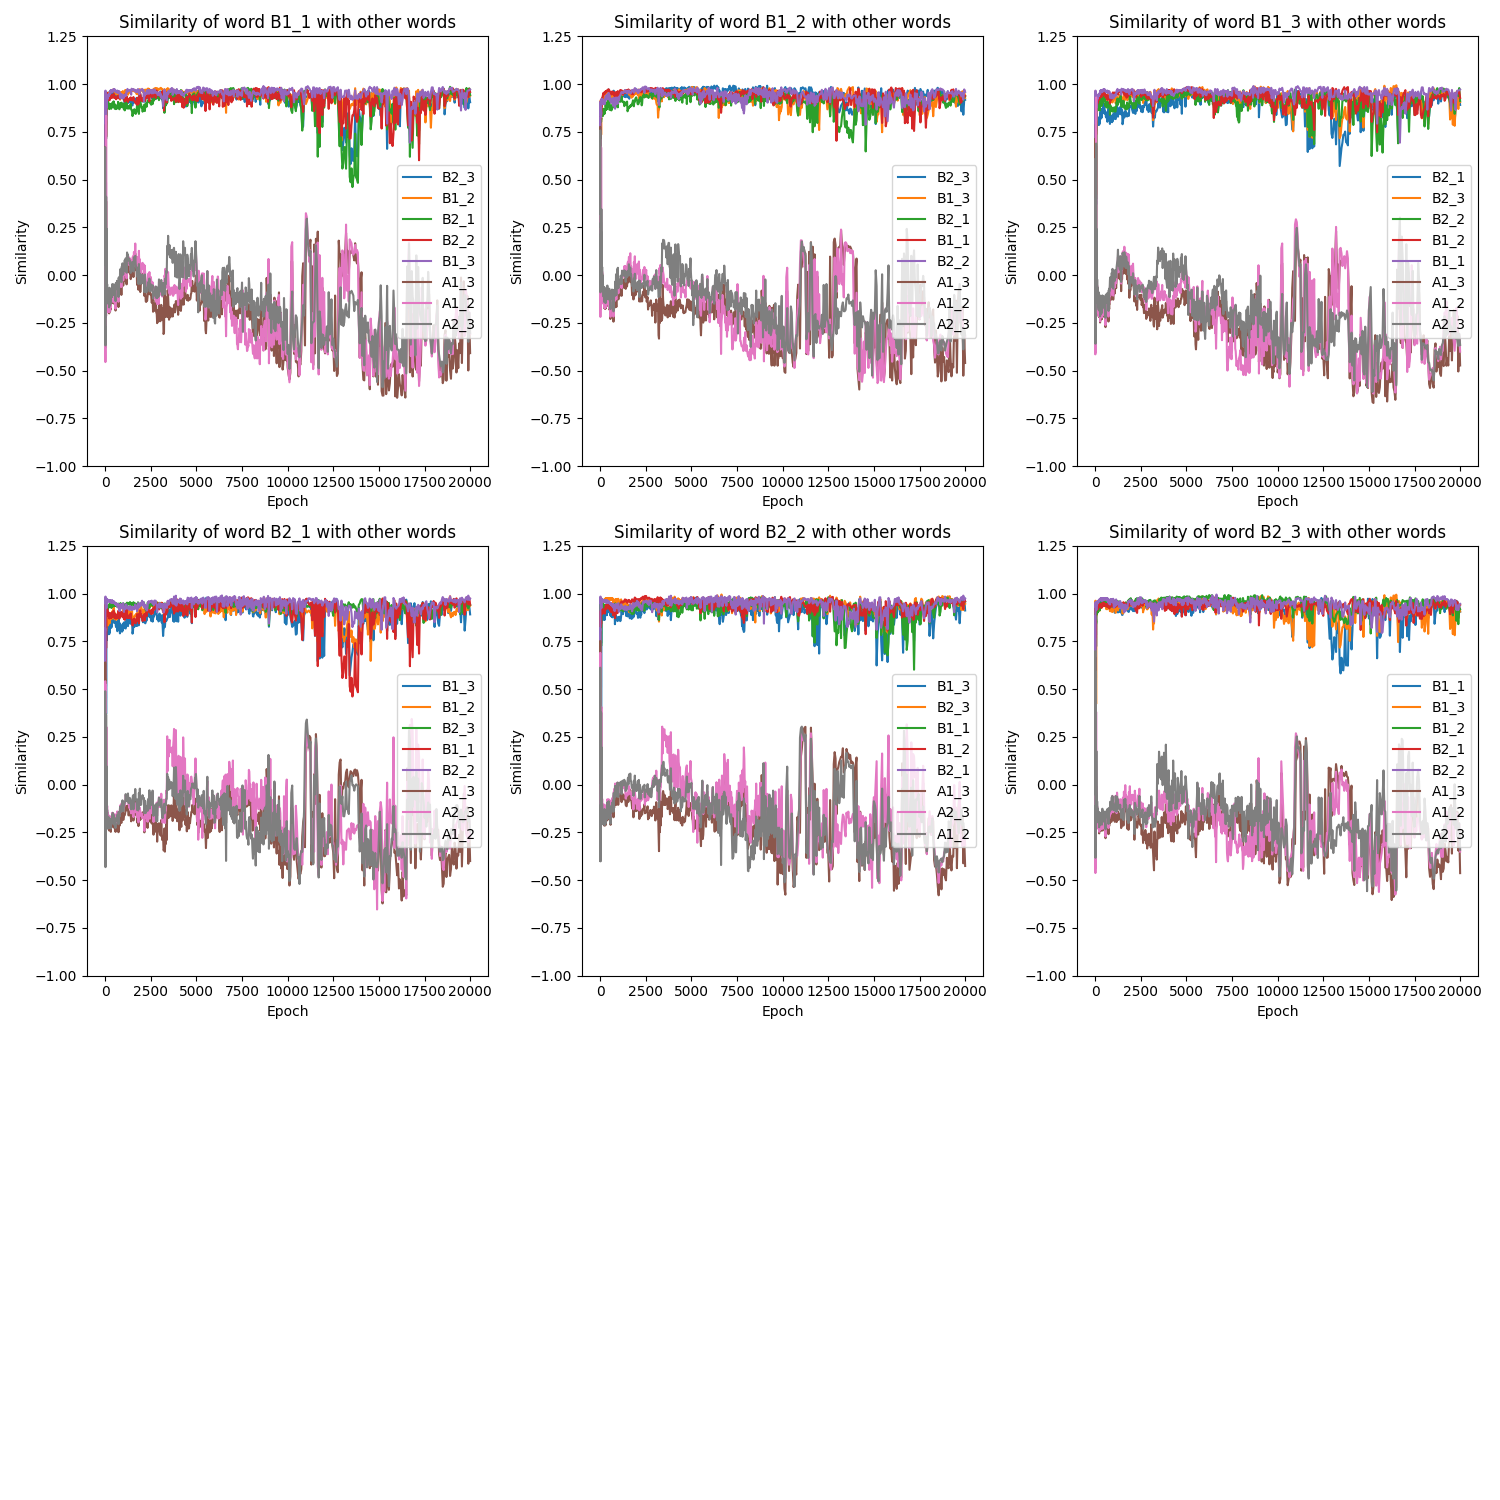 Similarity of word B1_1 with other words
1.25
1.00
0.75
0.50
0.25
0.00
−0.25
−0.50
−0.75
−1.00
Similarity
B2_3
B1_2
B2_1
B2_2
B1_3
A1_3
A1_2
A2_3
0 2500 5000 7500 10000 12500 15000 17500 20000
Epoch
Similarity of word B1_2 with other words
1.25
1.00
0.75
0.50
0.25
0.00
−0.25
−0.50
−0.75
−1.00
Similarity
B2_3
B1_3
B2_1
B1_1
B2_2
A1_3
A1_2
A2_3
0 2500 5000 7500 10000 12500 15000 17500 20000
Epoch
Similarity of word B1_3 with other words
1.25
1.00
0.75
0.50
0.25
0.00
−0.25
−0.50
−0.75
−1.00
Similarity
B2_1
B2_3
B2_2
B1_2
B1_1
A1_3
A1_2
A2_3
0 2500 5000 7500 10000 12500 15000 17500 20000
Epoch
Similarity of word B2_1 with other words
1.25
1.00
0.75
0.50
0.25
0.00
−0.25
−0.50
−0.75
−1.00
Similarity
B1_3
B1_2
B2_3
B1_1
B2_2
A1_3
A2_3
A1_2
0 2500 5000 7500 10000 12500 15000 17500 20000
Epoch
Similarity of word B2_2 with other words
1.25
1.00
0.75
0.50
0.25
0.00
−0.25
−0.50
−0.75
−1.00
Similarity
B1_3
B2_3
B1_1
B1_2
B2_1
A1_3
A2_3
A1_2
0 2500 5000 7500 10000 12500 15000 17500 20000
Epoch
Similarity of word B2_3 with other words
1.25
1.00
0.75
0.50
0.25
0.00
−0.25
−0.50
−0.75
−1.00
Similarity
B1_1
B1_3
B1_2
B2_1
B2_2
A1_3
A1_2
A2_3
0 2500 5000 7500 10000 12500 15000 17500 20000
Epoch